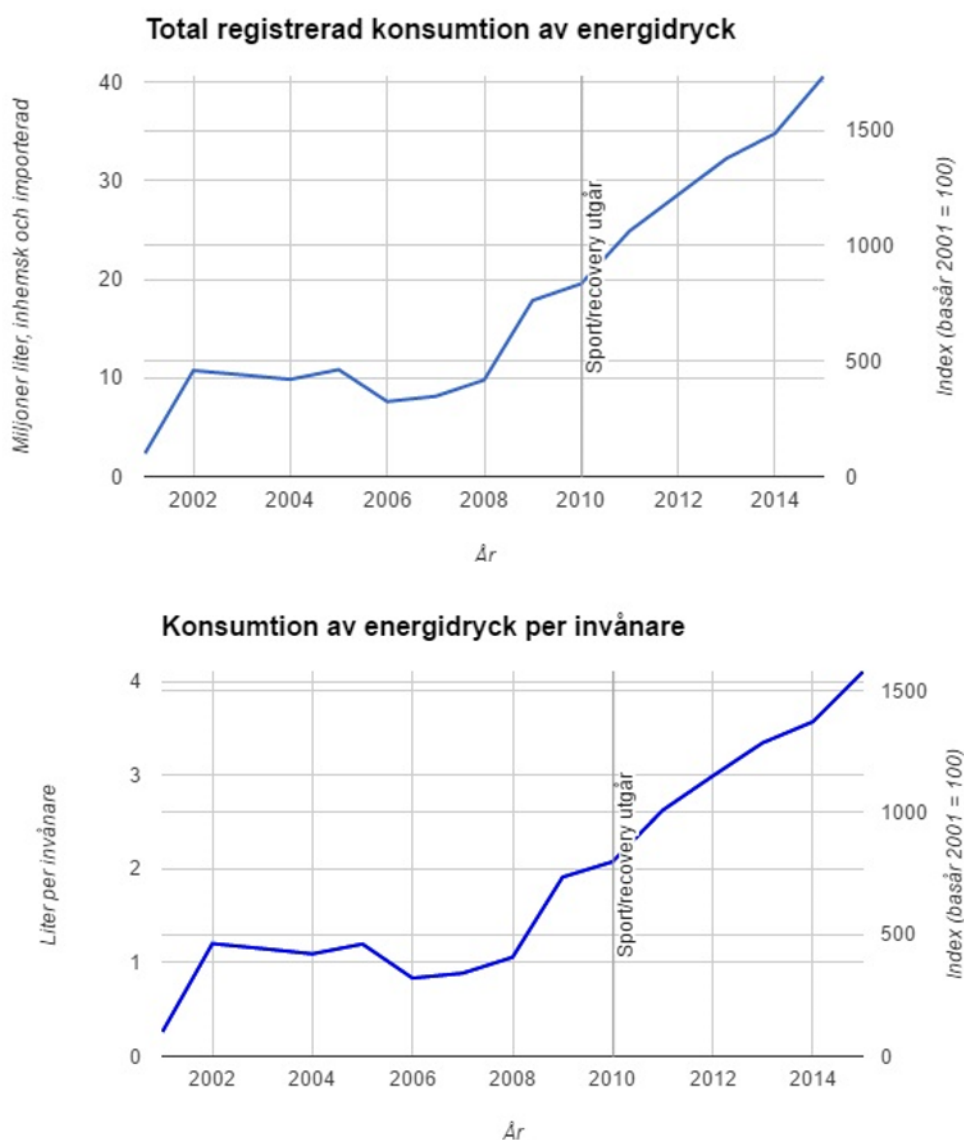 Total registrerad konsumtion av energidryck
Miljoner liter, inhemsk och importerad
40
30
20
10
0
Sport/recovery utgår
1500
1000
500
0
Index (basår 2001 = 100)
2002 2004 2006 2008 2010 2012 2014
År
Konsumtion av energidryck per invånare
Liter per invånare
4
3
2
1
0
Sport/recovery utgår
1500
1000
500
0
Index (basår 2001 = 100)
2002 2004 2006 2008 2010 2012 2014
År